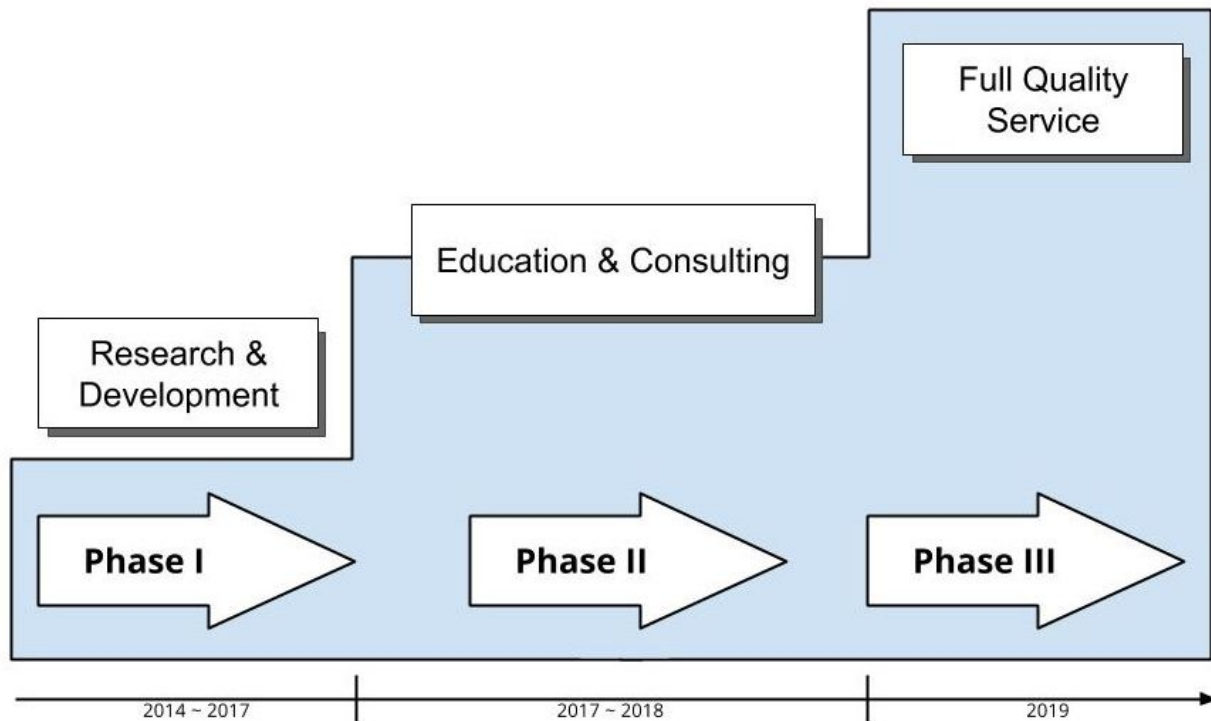 Full Quality
Service
Education & Consulting
Research &
Development
Phase I
Phase II
Phase III
2014 ~ 2017
2017 ~ 2018
2019